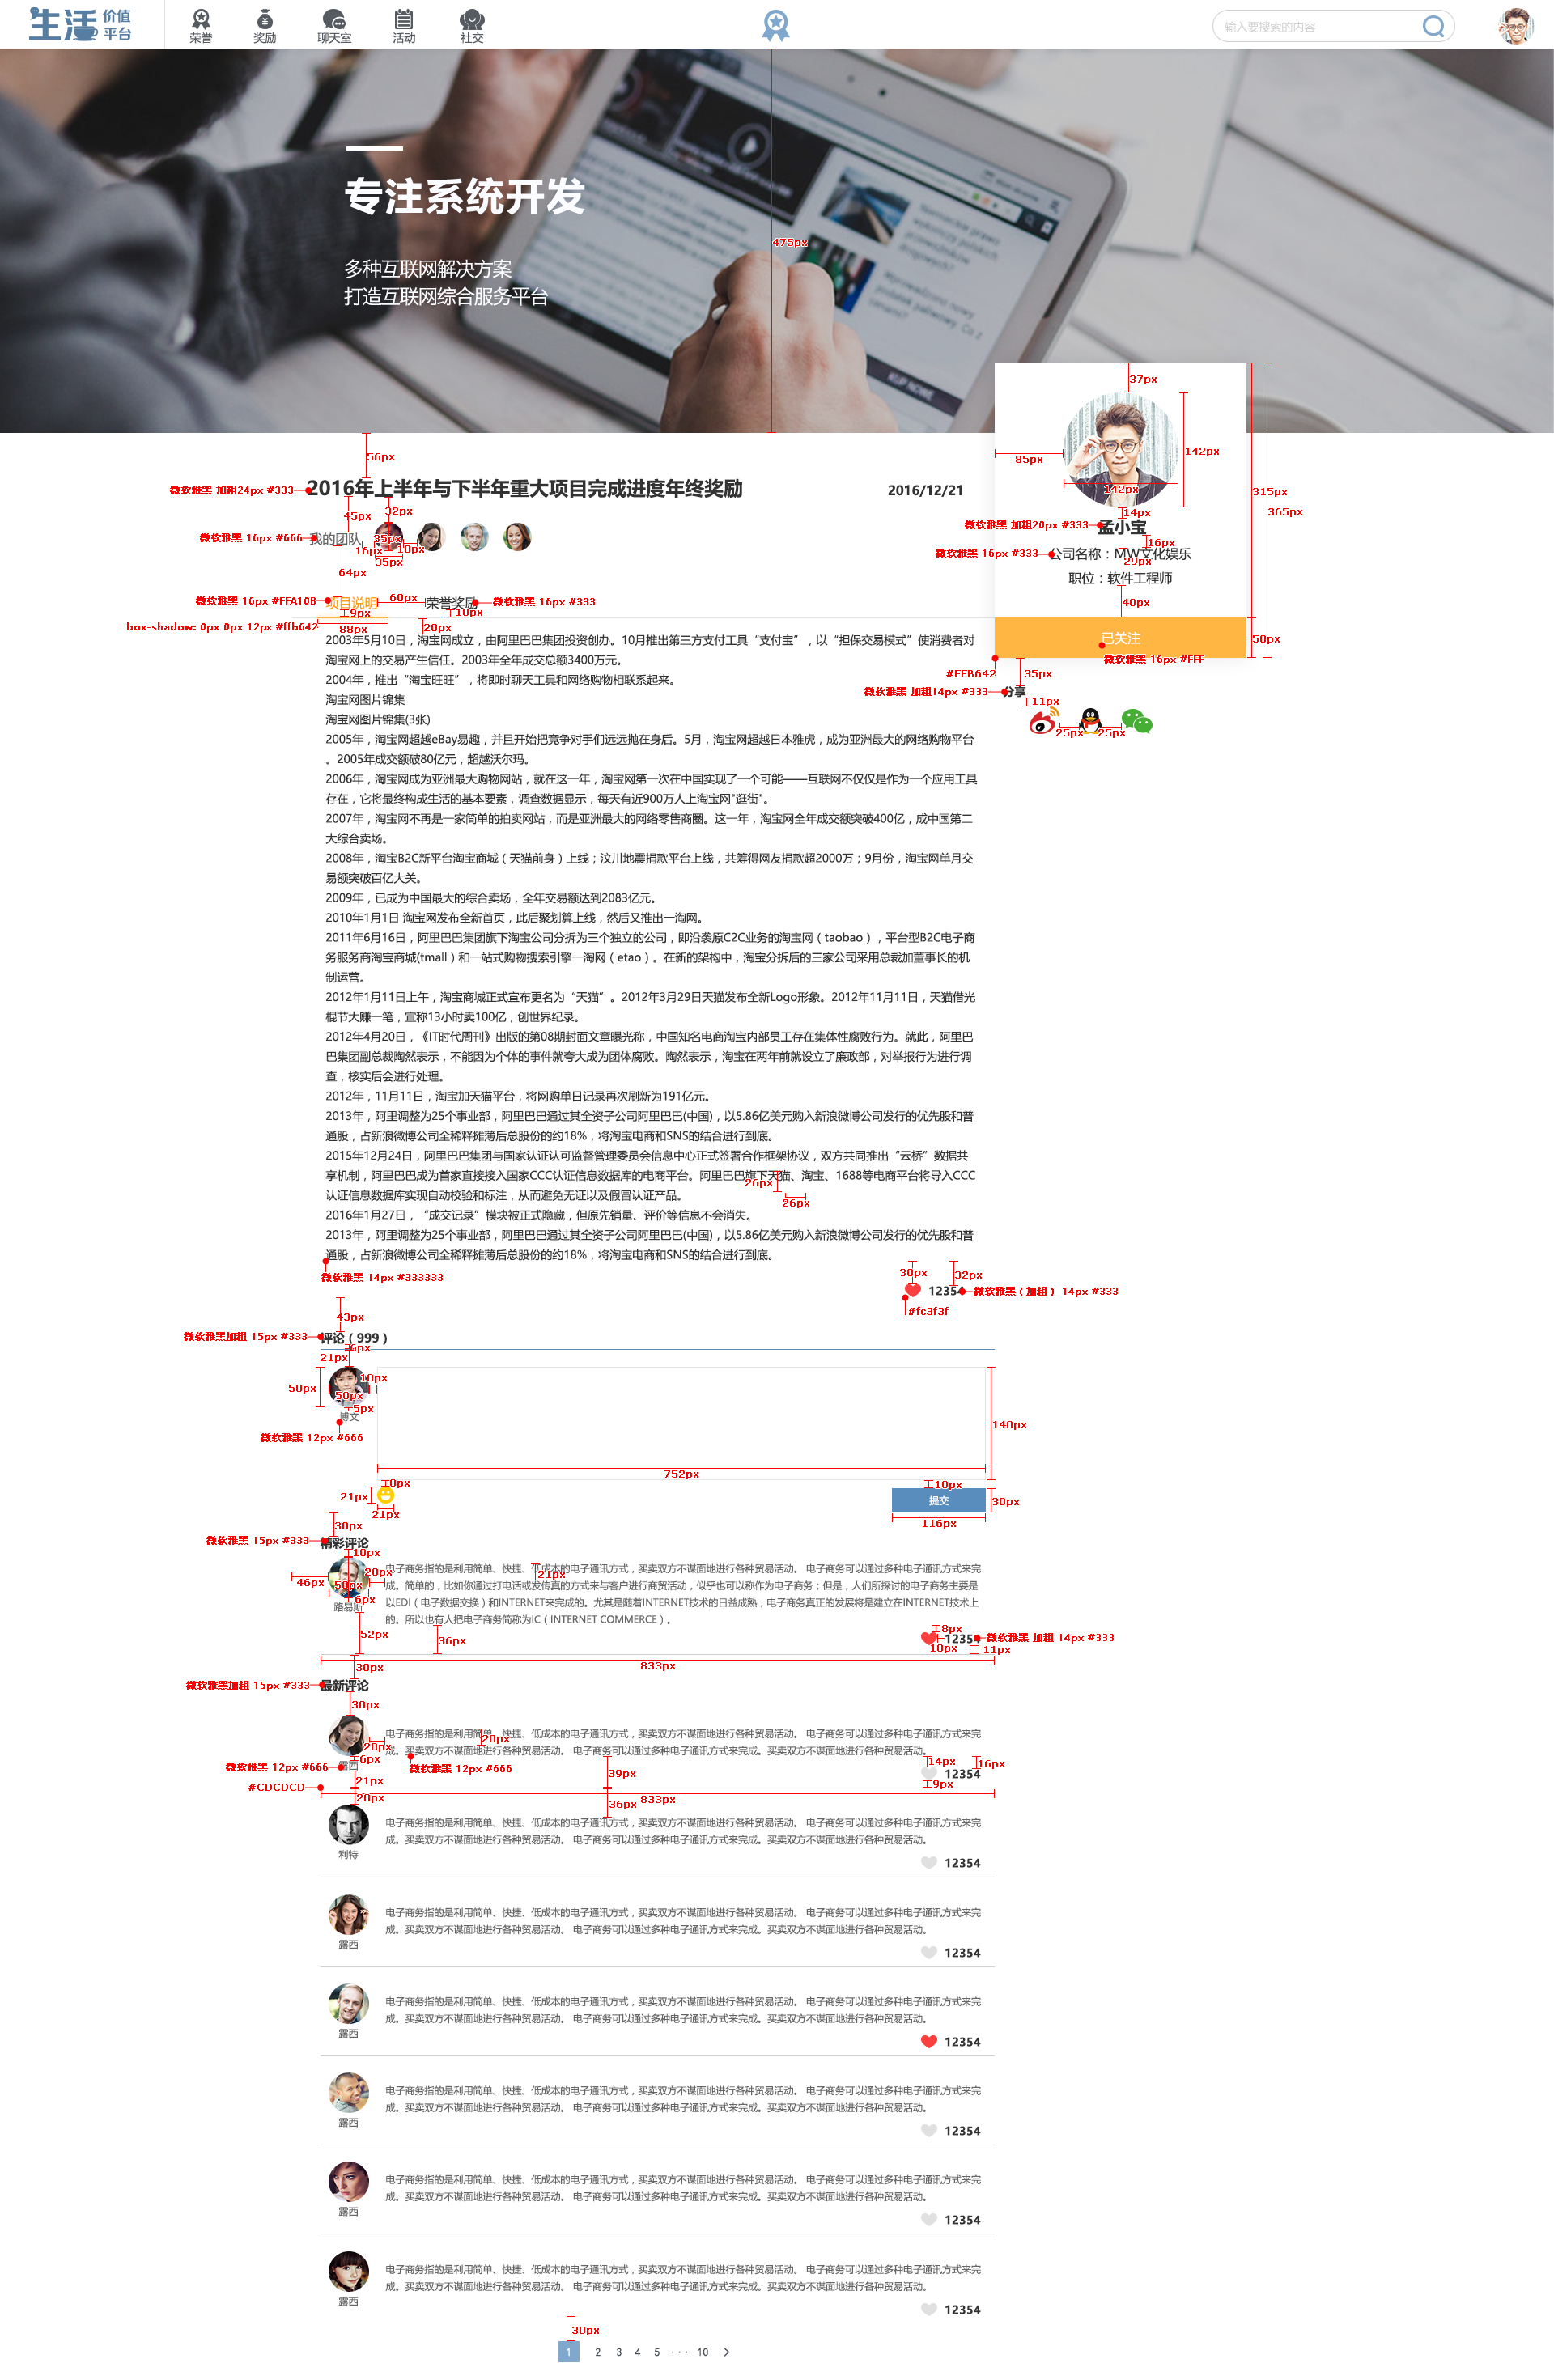 生活 价值
平台
荣誉 奖励 聊天室 活动 社交
输入要搜索的内容
专注系统开发
475px
多种互联网解决方案
打造互联网综合服务平台
37px
142px
85px
142px
56px
微软雅黑 加粗24px #333
2016年上半年与下半年重大项目完成进度年终奖励
2016/12/21
315px
365px
45px
32px
14px
微软雅黑 加粗20px #333
孟小宝
微软雅黑 16px #666
我的团队
35px
16px
18px
35px
16px
微软雅黑 16px #333
公司名称：MW文化娱乐
29px
64px
职位：软件工程师
40px
微软雅黑 16px #FFA10B
项目说明
60px
荣誉奖励
微软雅黑 16px #333
9px
10px
box-shadow: 0px 0px 12px #ffb642
88px
20px
已关注
50px
微软雅黑 16px #FFF
#FFB642
35px
微软雅黑 加粗14px #333
分享
11px
25px
25px
2003年5月10日，淘宝网成立，由阿里巴巴集团投资创办。10月推出第三方支付工具“支付宝”，以“担保交易模式”使消费者对
淘宝网上的交易产生信任。2003年全年成交总额3400万元。
2004年，推出“淘宝旺旺”，将即时聊天工具和网络购物相联系起来。
淘宝网图片锦集
淘宝网图片锦集(3张)
2005年，淘宝网超越eBay易趣，并且开始把竞争对手们远远抛在身后。5月，淘宝网超越日本雅虎，成为亚洲最大的网络购物平台
。2005年成交额破80亿元，超越沃尔玛。
2006年，淘宝网成为亚洲最大购物网站，就在这一年，淘宝网第一次在中国实现了一个可能——互联网不仅仅是作为一个应用工具
存在，它将最终构成生活的基本要素，调查数据显示，每天有近900万人上淘宝网"逛街"。
2007年，淘宝网不再是一家简单的拍卖网站，而是亚洲最大的网络零售商圈。这一年，淘宝网全年成交额突破400亿，成中国第二
大综合卖场。
2008年，淘宝B2C新平台淘宝商城（天猫前身）上线；汶川地震捐款平台上线，共筹得网友捐款超2000万；9月份，淘宝网单月交
易额突破百亿大关。
2009年，已成为中国最大的综合卖场，全年交易额达到2083亿元。
2010年1月1日 淘宝网发布全新首页，此后聚划算上线，然后又推出一淘网。
2011年6月16日，阿里巴巴集团旗下淘宝公司分拆为三个独立的公司，即沿袭原C2C业务的淘宝网（taobao），平台型B2C电子商
务服务商淘宝商城(tmall）和一站式购物搜索引擎一淘网（etao）。在新的架构中，淘宝分拆后的三家公司采用总裁加董事长的机
制运营。
2012年1月11日上午，淘宝商城正式宣布更名为“天猫”。2012年3月29日天猫发布全新Logo形象。2012年11月11日，天猫借光
棍节大赚一笔，宣称13小时卖100亿，创世界纪录。
2012年4月20日，《IT时代周刊》出版的第08期封面文章曝光称，中国知名电商淘宝内部员工存在集体性腐败行为。就此，阿里巴
巴集团副总裁陶然表示，不能因为个体的事件就夸大成为团体腐败。陶然表示，淘宝在两年前就设立了廉政部，对举报行为进行调
查，核实后会进行处理。
2012年，11月11日，淘宝加天猫平台，将网购单日记录再次刷新为191亿元。
2013年，阿里调整为25个事业部，阿里巴巴通过其全资子公司阿里巴巴(中国)，以5.86亿美元购入新浪微博公司发行的优先股和普
通股，占新浪微博公司全稀释摊薄后总股份的约18%，将淘宝电商和SNS的结合进行到底。
2015年12月24日，阿里巴巴集团与国家认证认可监督管理委员会信息中心正式签署合作框架协议，双方共同推出“云桥”数据共
享机制，阿里巴巴成为首家直接接入国家CCC认证信息数据库的电商平台。阿里巴巴旗下天猫、淘宝、1688等电商平台将导入CCC
26px
认证信息数据库实现自动校验和标注，从而避免无证以及假冒认证产品。
26px
2016年1月27日，“成交记录”模块被正式隐藏，但原先销量、评价等信息不会消失。
2013年，阿里调整为25个事业部，阿里巴巴通过其全资子公司阿里巴巴(中国)，以5.86亿美元购入新浪微博公司发行的优先股和普
通股，占新浪微博公司全稀释摊薄后总股份的约18%，将淘宝电商和SNS的结合进行到底。
微软雅黑 14px #333333
30px
32px
12354
微软雅黑（加粗） 14px #333
#fc3f3f
43px
微软雅黑加粗 15px #333
评论（999）
6px
21px
10px
50px
50px
5px
博文
微软雅黑 12px #666
140px
752px
8px
10px
21px
21px
提交
30px
116px
30px
微软雅黑 15px #333
精彩评论
10px
20px
46px
50px
6px
路易斯
电子商务指的是利用简单、快捷、低成本的电子通讯方式，买卖双方不谋面地进行各种贸易活动。 电子商务可以通过多种电子通讯方式来完
21px
成。简单的，比如你通过打电话或发传真的方式来与客户进行商贸活动，似乎也可以称作为电子商务；但是，人们所探讨的电子商务主要是
以EDI（电子数据交换）和INTERNET来完成的。尤其是随着INTERNET技术的日益成熟，电子商务真正的发展将是建立在INTERNET技术上
的。所以也有人把电子商务简称为IC（INTERNET COMMERCE）。
52px
36px
8px
12354
微软雅黑 加粗 14px #333
10px
11px
30px
833px
微软雅黑加粗 15px #333
最新评论
30px
电子商务指的是利用简单、快捷、低成本的电子通讯方式，买卖双方不谋面地进行各种贸易活动。 电子商务可以通过多种电子通讯方式来完
20px
成。买卖双方不谋面地进行各种贸易活动。 电子商务可以通过多种电子通讯方式来完成。买卖双方不谋面地进行各种贸易活动。
20px
6px
微软雅黑 12px #666
露西
微软雅黑 12px #666
14px
16px
12354
21px
39px
9px
#CDCDCD
20px
36px
833px
电子商务指的是利用简单、快捷、低成本的电子通讯方式，买卖双方不谋面地进行各种贸易活动。 电子商务可以通过多种电子通讯方式来完
成。买卖双方不谋面地进行各种贸易活动。 电子商务可以通过多种电子通讯方式来完成。买卖双方不谋面地进行各种贸易活动。
利特
12354
电子商务指的是利用简单、快捷、低成本的电子通讯方式，买卖双方不谋面地进行各种贸易活动。 电子商务可以通过多种电子通讯方式来完
成。买卖双方不谋面地进行各种贸易活动。 电子商务可以通过多种电子通讯方式来完成。买卖双方不谋面地进行各种贸易活动。
露西
12354
电子商务指的是利用简单、快捷、低成本的电子通讯方式，买卖双方不谋面地进行各种贸易活动。 电子商务可以通过多种电子通讯方式来完
成。买卖双方不谋面地进行各种贸易活动。 电子商务可以通过多种电子通讯方式来完成。买卖双方不谋面地进行各种贸易活动。
露西
12354
电子商务指的是利用简单、快捷、低成本的电子通讯方式，买卖双方不谋面地进行各种贸易活动。 电子商务可以通过多种电子通讯方式来完
成。买卖双方不谋面地进行各种贸易活动。 电子商务可以通过多种电子通讯方式来完成。买卖双方不谋面地进行各种贸易活动。
露西
12354
电子商务指的是利用简单、快捷、低成本的电子通讯方式，买卖双方不谋面地进行各种贸易活动。 电子商务可以通过多种电子通讯方式来完
成。买卖双方不谋面地进行各种贸易活动。 电子商务可以通过多种电子通讯方式来完成。买卖双方不谋面地进行各种贸易活动。
露西
12354
电子商务指的是利用简单、快捷、低成本的电子通讯方式，买卖双方不谋面地进行各种贸易活动。 电子商务可以通过多种电子通讯方式来完
成。买卖双方不谋面地进行各种贸易活动。 电子商务可以通过多种电子通讯方式来完成。买卖双方不谋面地进行各种贸易活动。
露西
12354
30px
1 2 3 4 5 ··· 10 >